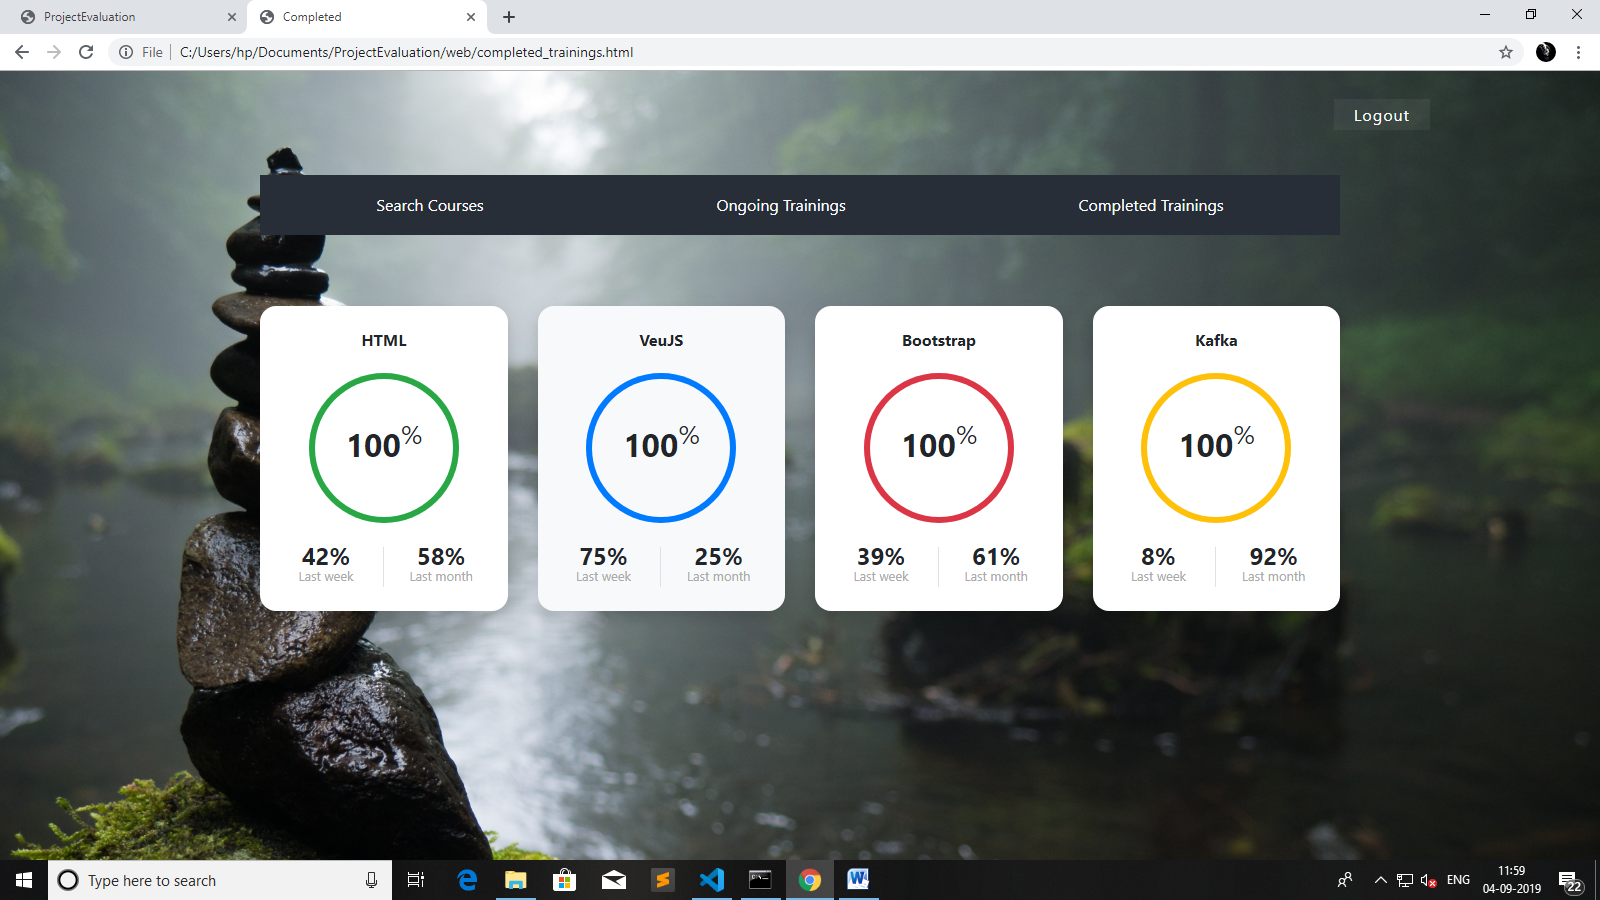 ProjectEvaluation
Completed
File
C:/Users/hp/Documents/ProjectEvaluation/web/completed_trainings.html
Logout
Search Courses Ongoing Trainings Completed Trainings
HTML VeuJS Bootstrap Kafka
100% 100% 100% 100%
42% 58% 75% 25% 39% 61% 8% 92%
Last week Last month Last week Last month Last week Last month Last week Last month
Type here to search
ENG
11:59
04-09-2019
22